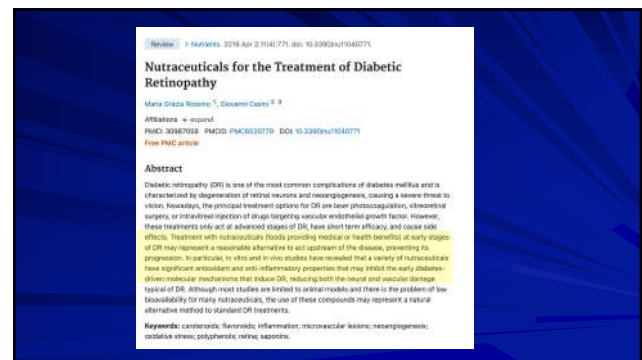 Review > Nutrients. 2019 Apr 2;11(4):771. doi: 10.3390/nu11040771.
Nutraceuticals for the Treatment of Diabetic
Retinopathy
Maria Grazia Rossino 1, Giovanni Casini 2 3
Affiliations + expand
PMID: 30987058 PMCID: PMC6520779 DOI: 10.3390/nu11040771
Free PMC article
Abstract
Diabetic retinopathy (DR) is one of the most common complications of diabetes mellitus and is
characterized by degeneration of retinal neurons and neoangiogenesis, causing a severe threat to
vision. Nowadays, the principal treatment options for DR are laser photocoagulation, vitreoretinal
surgery, or intravitreal injection of drugs targeting vascular endothelial growth factor. However,
these treatments only act at advanced stages of DR, have short term efficacy, and cause side
effects. Treatment with nutraceuticals (foods providing medical or health benefits) at early stages
of DR may represent a reasonable alternative to act upstream of the disease, preventing its
progression. In particular, in vitro and in vivo studies have revealed that a variety of nutraceuticals
have significant antioxidant and anti-inflammatory properties that may inhibit the early diabetes-
driven molecular mechanisms that induce DR, reducing both the neural and vascular damage
typical of DR. Although most studies are limited to animal models and there is the problem of low
bioavailability for many nutraceuticals, the use of these compounds may represent a natural
alternative method to standard DR treatments.
Keywords: carotenoids; flavonoids; inflammation; microvascular lesions; neoangiogenesis;
oxidative stress; polyphenols; retina; saponins.